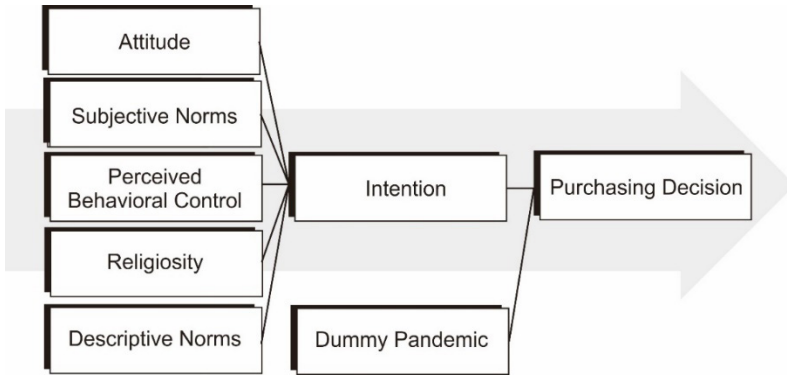 Attitude
Subjective Norms
Perceived
Behavioral Control
Religiosity
Descriptive Norms
Intention
Dummy Pandemic
Purchasing Decision